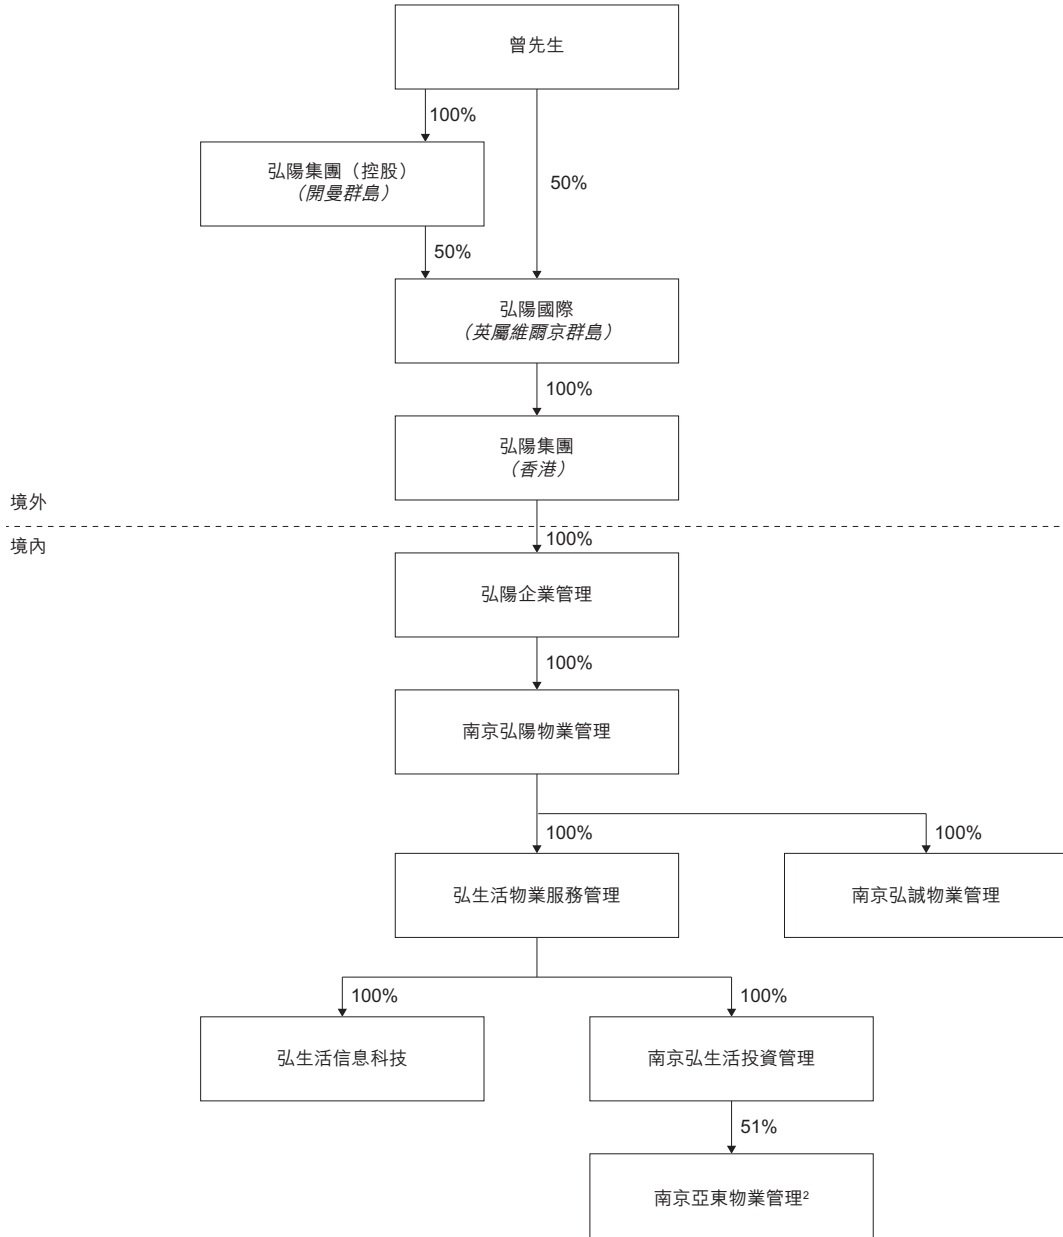 曾先生
100%
弘陽集團（控股）
（開曼群島）
50%
50%
弘陽國際
（英屬維爾京群島）
100%
弘陽集團
（香港）
境外
境內
100%
弘陽企業管理
100%
南京弘陽物業管理
100%
100%
弘生活物業服務管理
南京弘誠物業管理
100%
100%
弘生活信息科技
南京弘生活投資管理
51%
南京亞東物業管理²